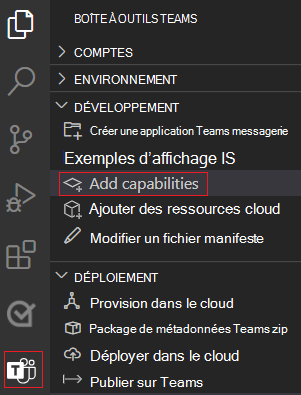 BOÎTE À OUTILS TEAMS
COMPTES
ENVIRONNEMENT
DÉVELOPPEMENT
Créer une application Teams messagerie
Exemples d'affichage IS
Add capabilities
Ajouter des ressources cloud
Modifier un fichier manifeste
DÉPLOIEMENT
Provision dans le cloud
Package de métadonnées Teams zip
Déployer dans le cloud
Publier sur Teams